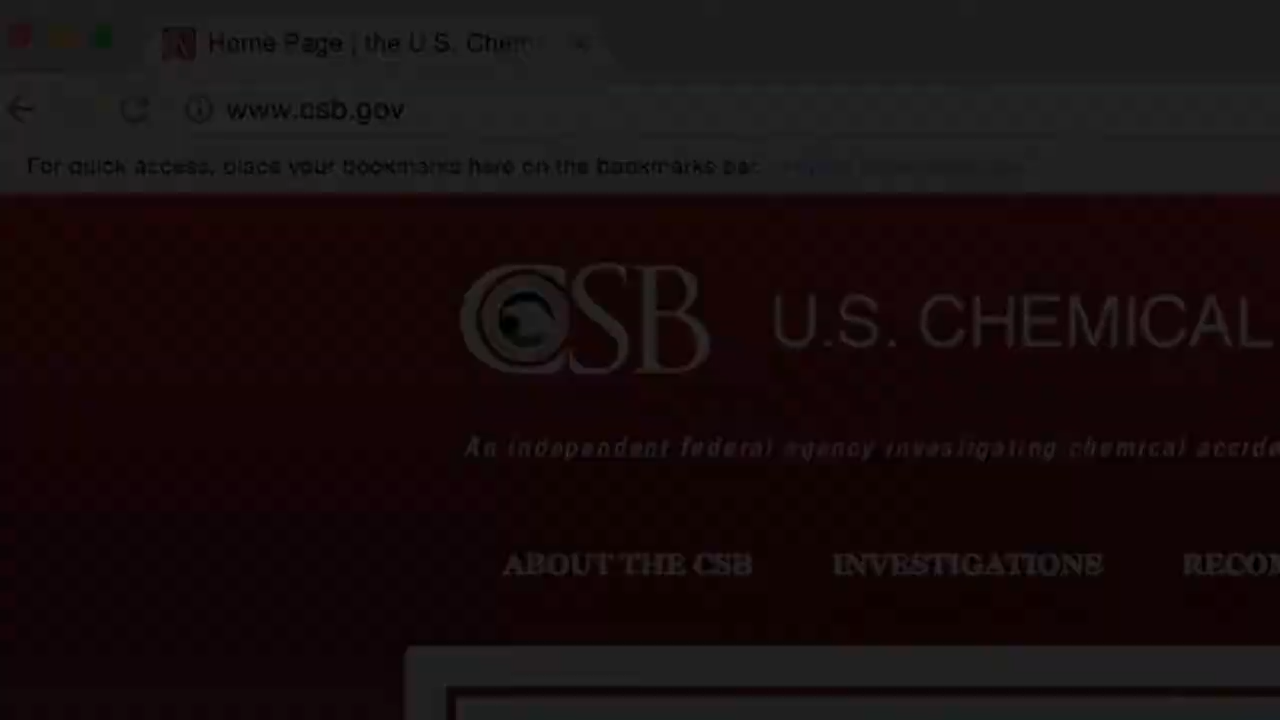 Home Page | the U.S. Chem
www.csb.gov
For quick access, place your bookmarks here on the bookmarks bar.
CSB U.S. CHEMICAL
An independent federal agency investigating chemical accide
ABOUT THE CSB INVESTIGATIONS RECOM